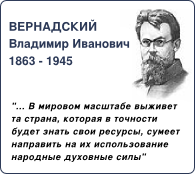 ВЕРНАДСКИЙ
Владимир Иванович
1863 - 1945
"... В мировом масштабе выживет
та страна, которая в точности
будет знать свои ресурсы, сумеет
направить на их использование
народные духовные силы"